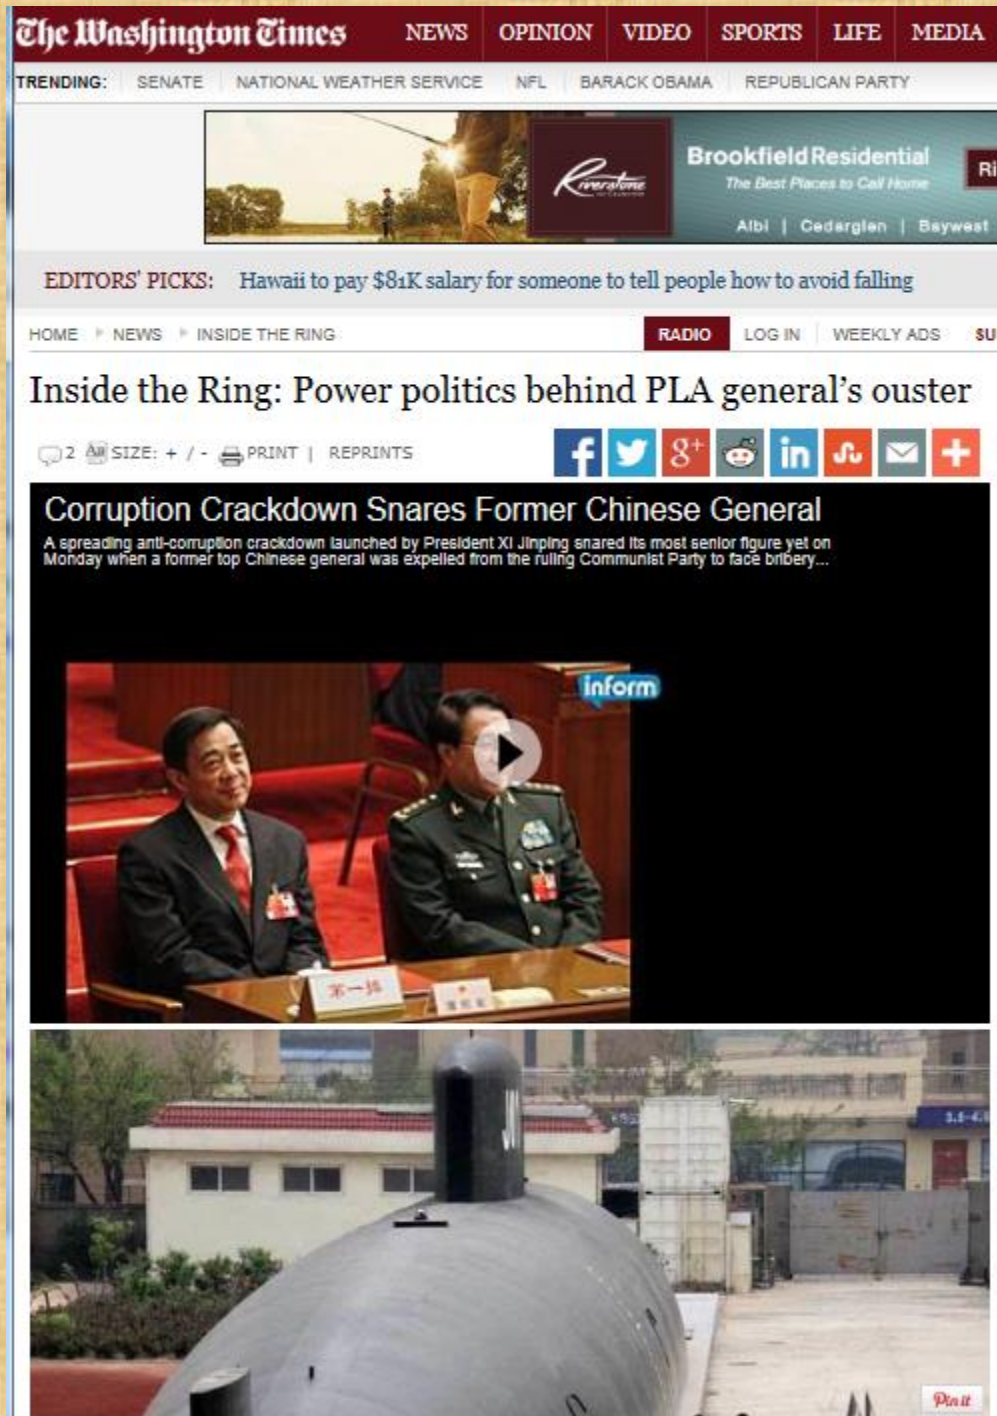 The Washington Times
NEWS OPINION VIDEO SPORTS LIFE MEDIA
TRENDING: SENATE NATIONAL WEATHER SERVICE NFL BARACK OBAMA REPUBLICAN PARTY
Riverstone
Brookfield Residential
The Best Places to Call Home
Ri
Albi | Cedarglen | Baywest
EDITORS' PICKS: Hawaii to pay $81K salary for someone to tell people how to avoid falling
HOME NEWS INSIDE THE RING
RADIO LOG IN WEEKLY ADS SU
Inside the Ring: Power politics behind PLA general's ouster
2 SIZE: + / - PRINT | REPRINTS
Corruption Crackdown Snares Former Chinese General
A spreading anti-corruption crackdown launched by President Xi Jinping snared its most senior figure yet on
Monday when a former top Chinese general was expelled from the ruling Communist Party to face bribery...
inform
第一排
Pin it